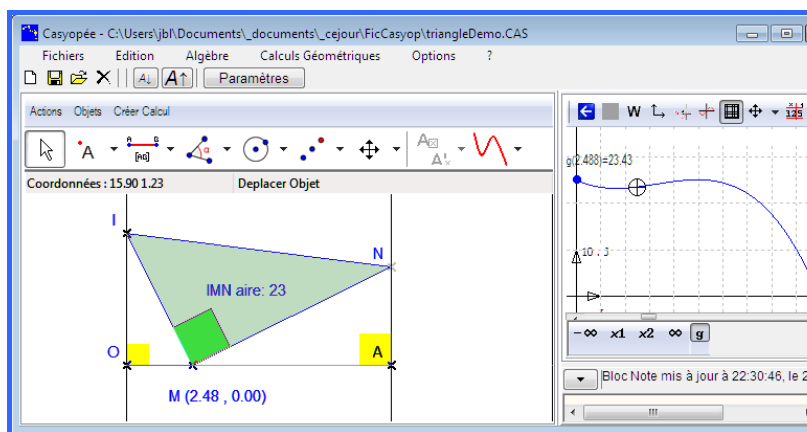 Casyopée - C:\Users\jbl\Documents\_documents\_cejour\FicCasyop\triangleDemo.CAS
Fichiers Edition Algèbre Calculs Géométriques Options ?
A↓ A↑ Paramètres
Actions Objets Créer Calcul
W
A A B [AB] α
Coordonnées : 15.90 1.23 Deplacer Objet
g(2.488)=23.43
I
N
IMN aire: 23
10
O
A
M (2.48 , 0.00)
-∞ x1 x2 ∞ g
Bloc Note mis à jour à 22:30:46, le 2